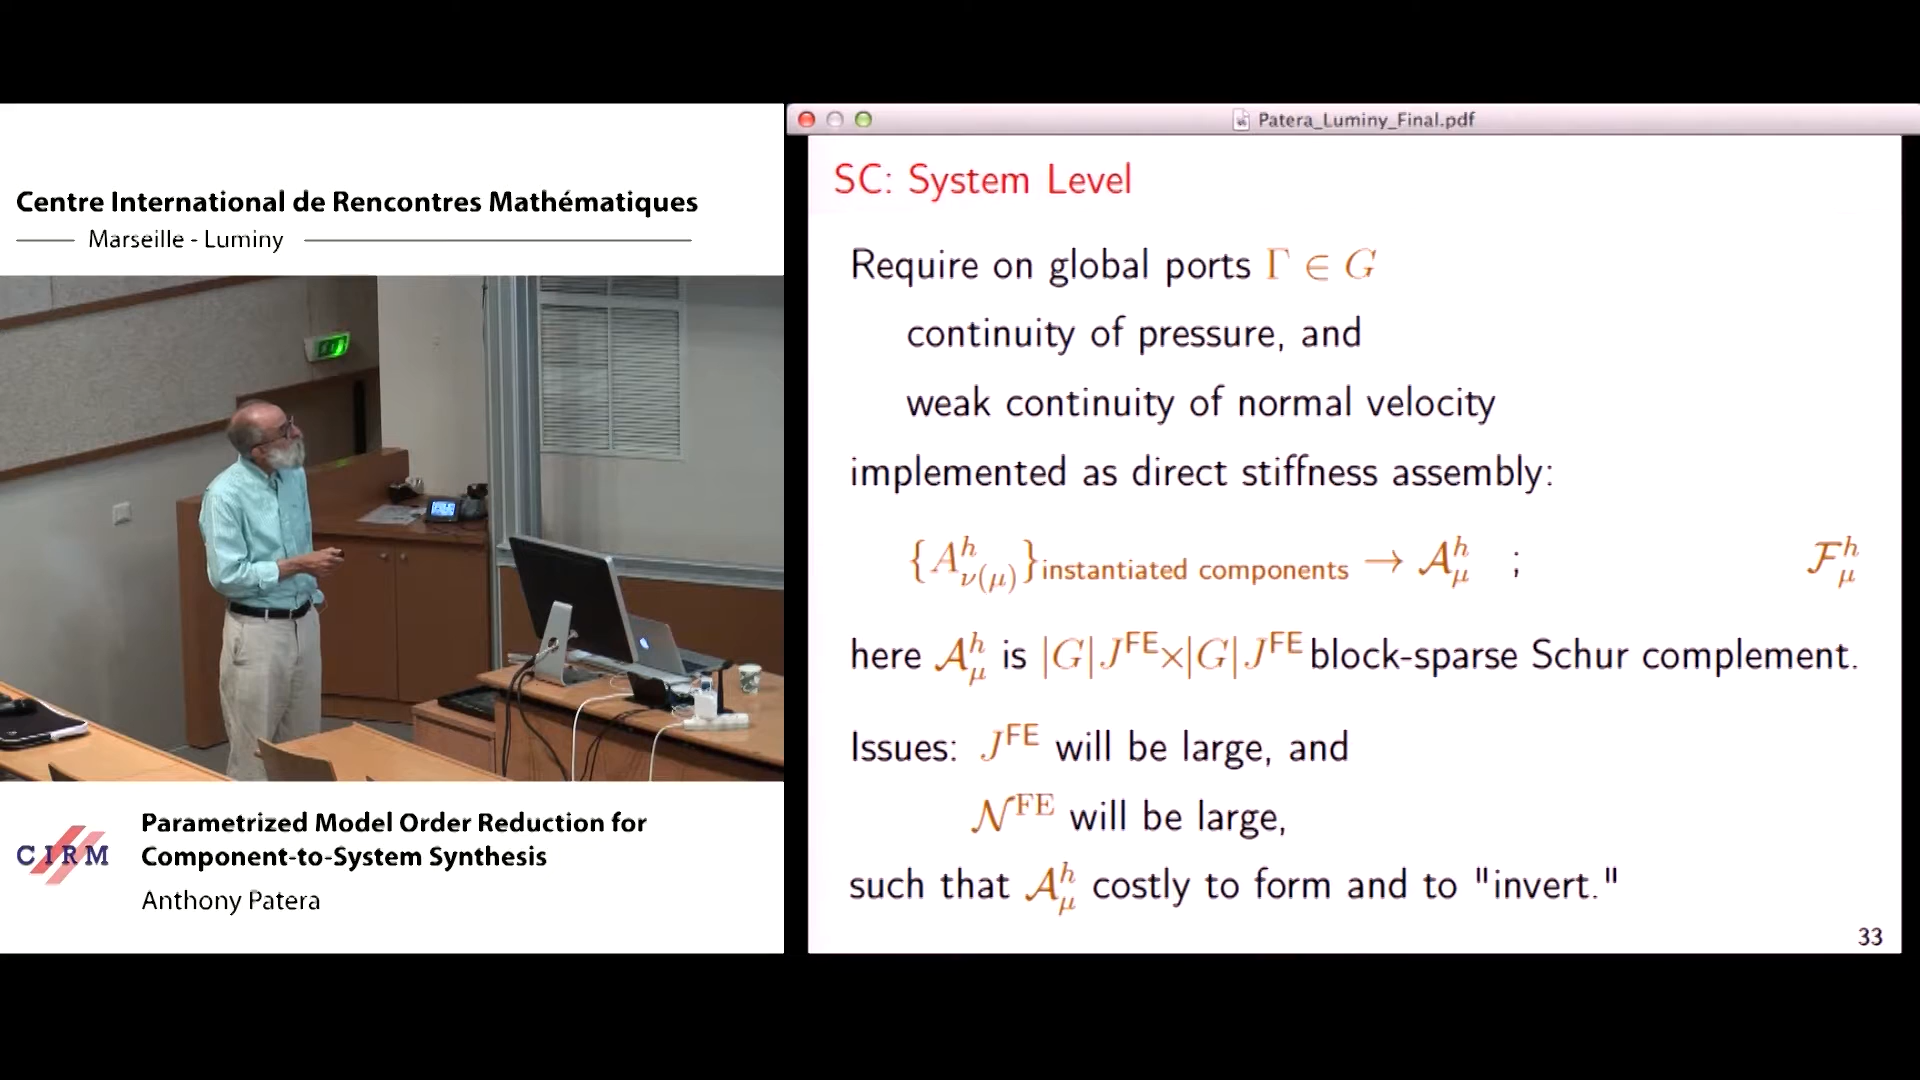 Centre International de Rencontres Mathématiques
Marseille - Luminy
Patera_Luminy_Final.pdf
SC: System Level
Require on global ports Γ ∈ G
continuity of pressure, and
weak continuity of normal velocity
implemented as direct stiffness assembly:
{A^h_{ν(μ)}}_{instantiated components} → 𝒜^h_μ ; ℱ^h_μ
here 𝒜^h_μ is |G|J^FE×|G|J^FE block-sparse Schur complement.
Issues: J^FE will be large, and
𝒩^FE will be large,
such that 𝒜^h_μ costly to form and to "invert."
33
CIRM
Parametrized Model Order Reduction for
Component-to-System Synthesis
Anthony Patera